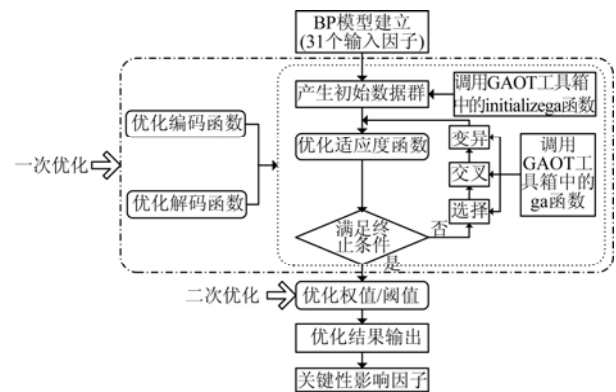 BP模型建立
(31个输入因子)
产生初始数据群
调用GAOT工具箱
中的initializega函数
优化编码函数
优化适应度函数
变异
调用
GAOT工
具箱中的
ga函数
一次优化
交叉
优化解码函数
选择
满足终
止条件
否
是
二次优化
优化权值/阈值
优化结果输出
关键性影响因子